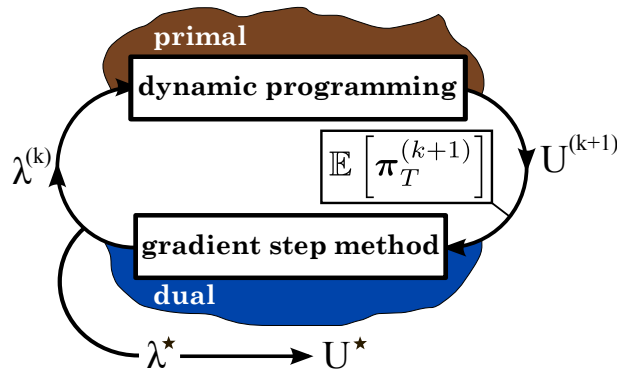 primal
dynamic programming
λ^(k)
𝔼 [π_T^(k+1)]
U^(k+1)
gradient step method
dual
λ^★ U^★